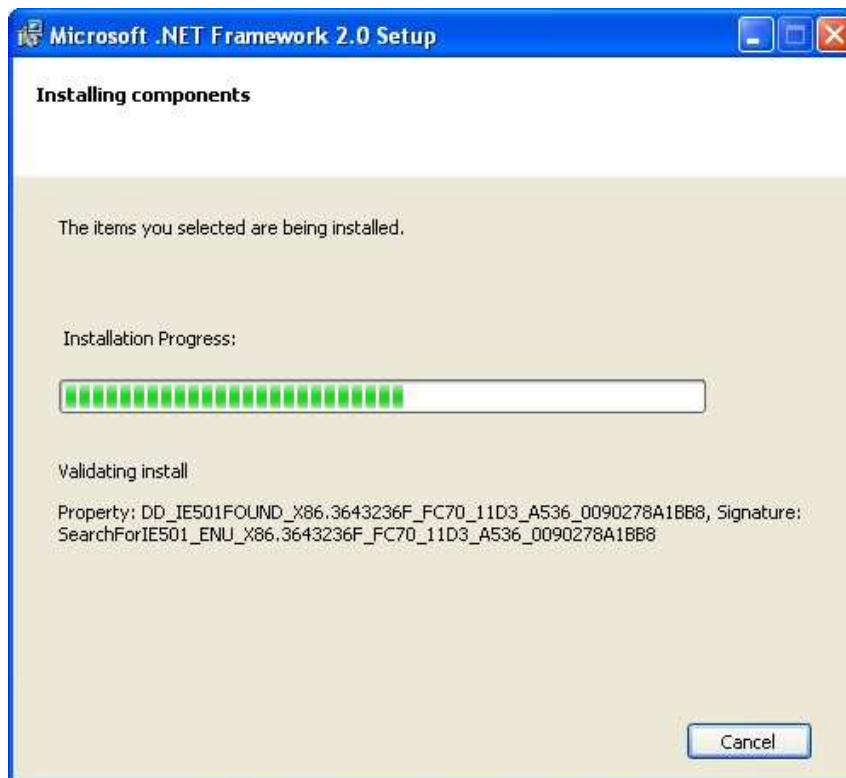 Microsoft .NET Framework 2.0 Setup
Installing components
The items you selected are being installed.
Installation Progress:
Validating install
Property: DD_IE501FOUND_X86.3643236F_FC70_11D3_A536_0090278A1BB8, Signature:
SearchForIE501_ENU_X86.3643236F_FC70_11D3_A536_0090278A1BB8
Cancel